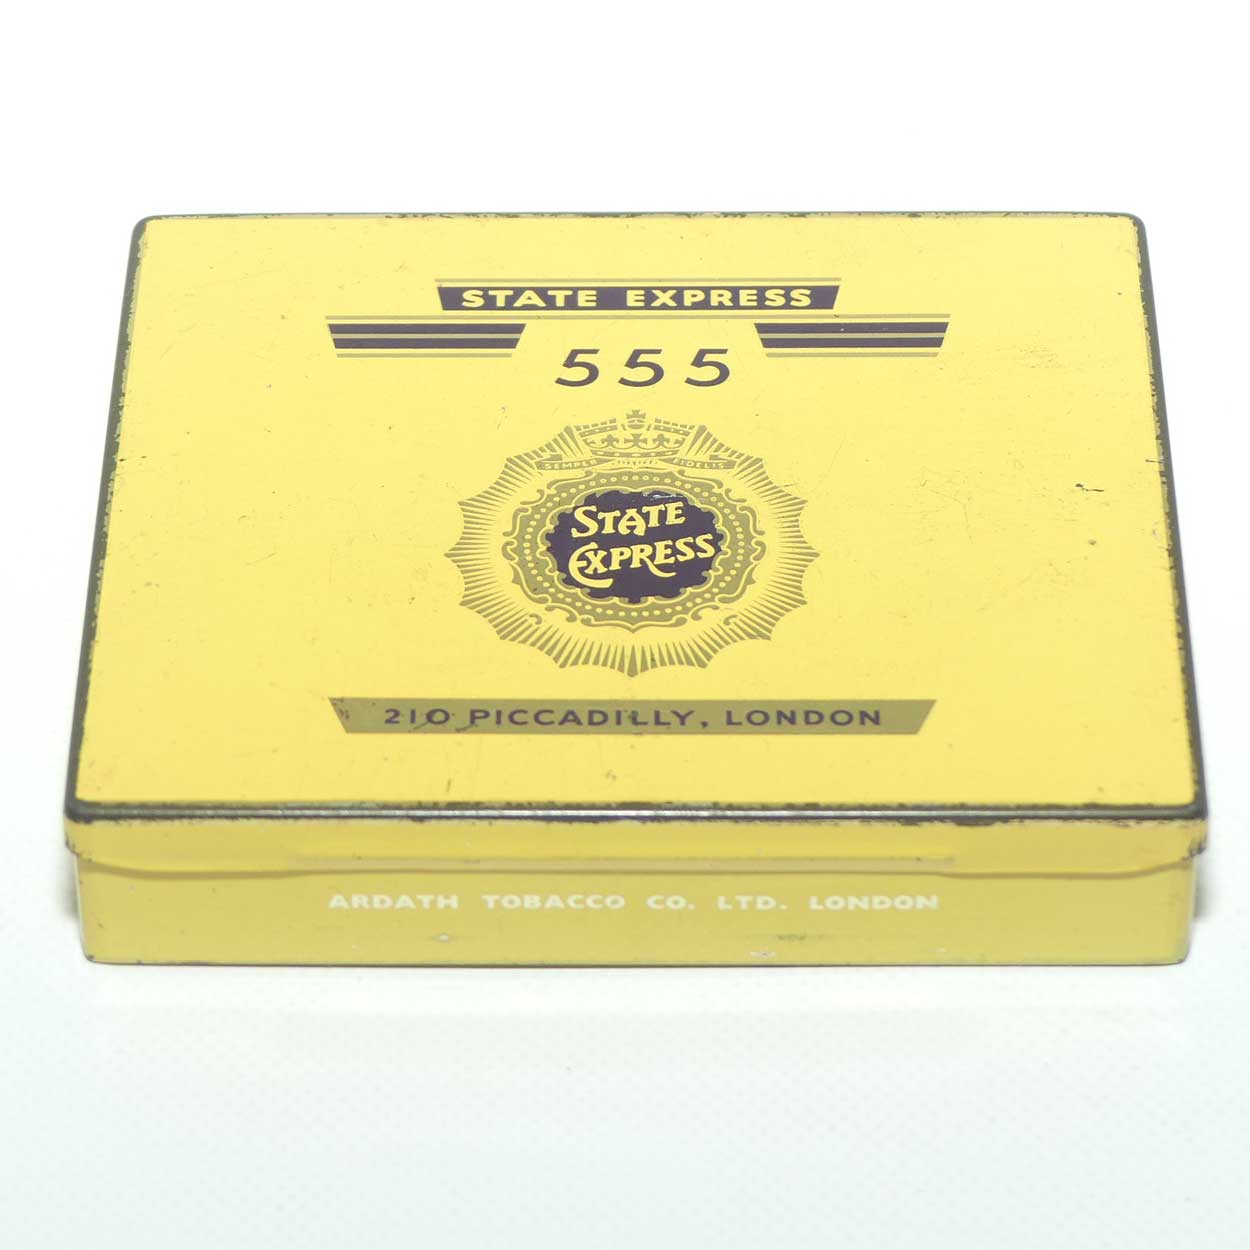 STATE EXPRESS
555
SEMPER FIDELIS
STATE
EXPRESS
210 PICCADILLY, LONDON
ARDATH TOBACCO CO. LTD. LONDON